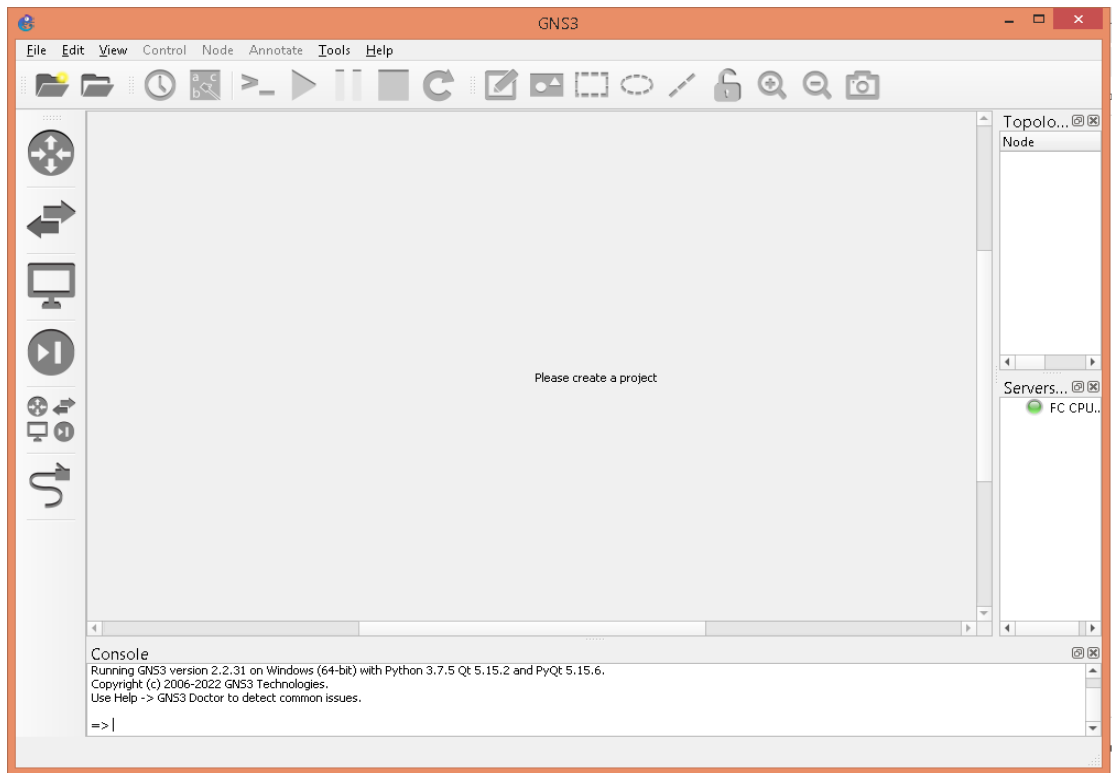 GNS3
File Edit View Control Node Annotate Tools Help
Topolo...
Node
Please create a project
Servers...
FC CPU..
Console
Running GNS3 version 2.2.31 on Windows (64-bit) with Python 3.7.5 Qt 5.15.2 and PyQt 5.15.6.
Copyright (c) 2006-2022 GNS3 Technologies.
Use Help -> GNS3 Doctor to detect common issues.
=>